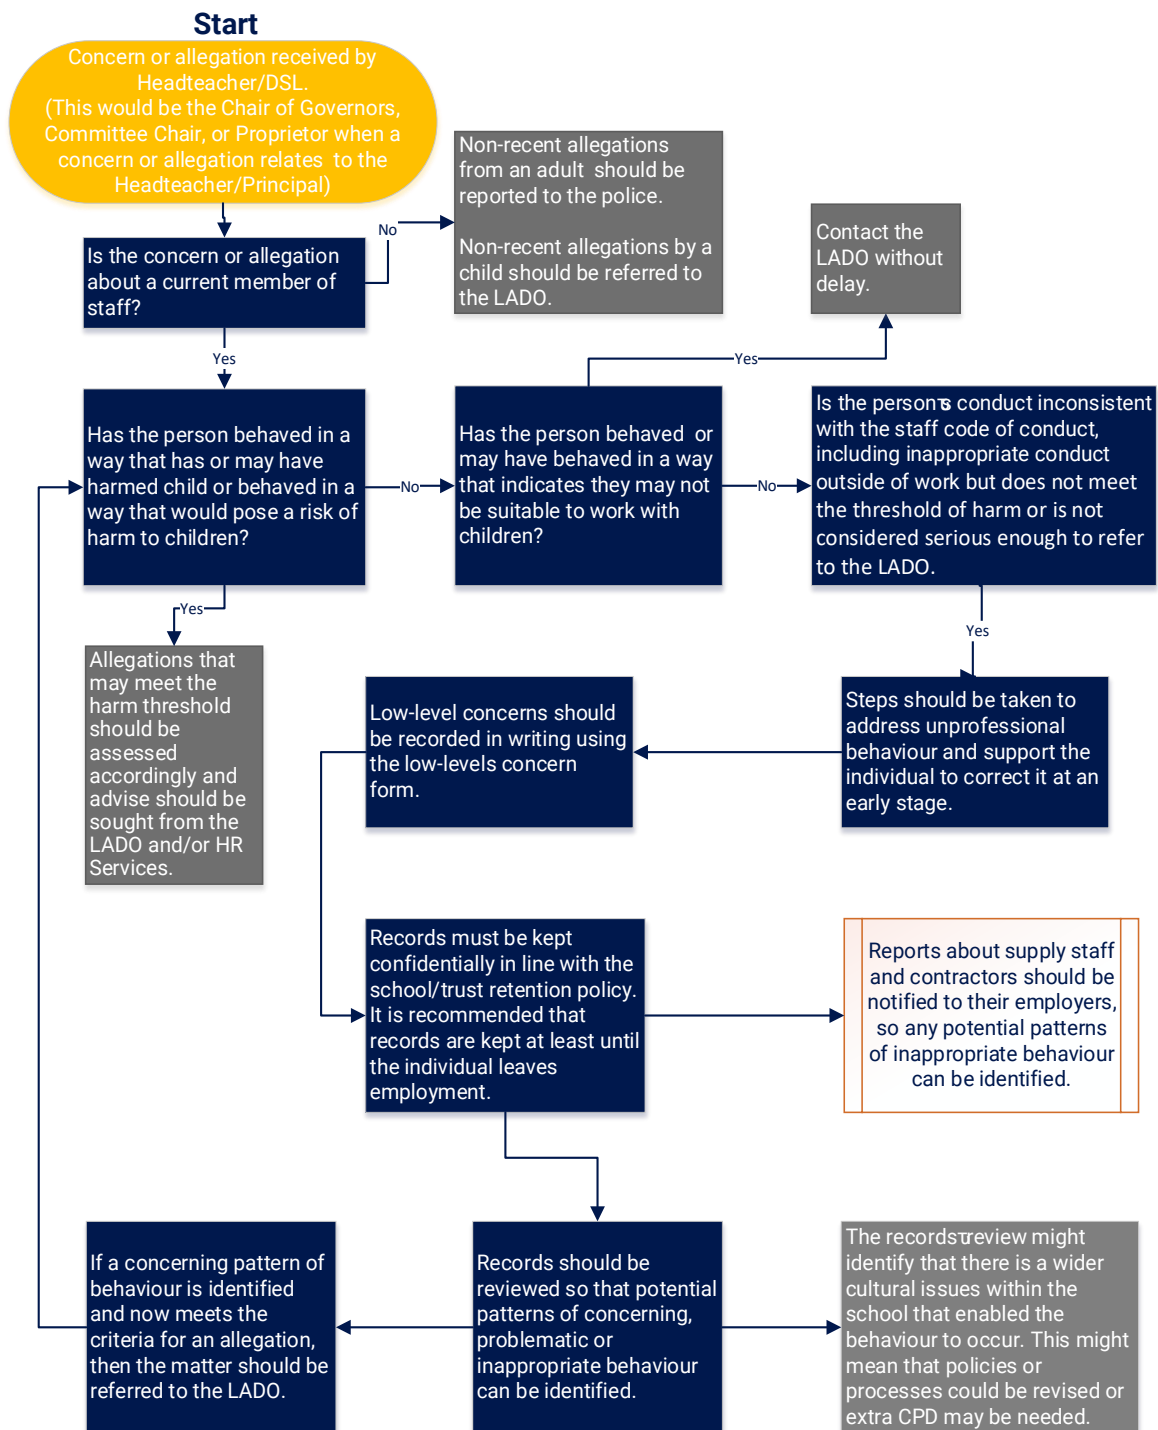 Start
Concern or allegation received by
Headteacher/DSL.
(This would be the Chair of Governors,
Committee Chair, or Proprietor when a
concern or allegation relates to the
Headteacher/Principal)
Is the concern or allegation
about a current member of
staff?
No
Non-recent allegations
from an adult should be
reported to the police.
Non-recent allegations by a
child should be referred to
the LADO.
Yes
Has the person behaved in a
way that has or may have
harmed child or behaved in a
way that would pose a risk of
harm to children?
No
Has the person behaved or
may have behaved in a way
that indicates they may not
be suitable to work with
children?
Yes
Contact the
LADO without
delay.
No
Is the person's conduct inconsistent
with the staff code of conduct,
including inappropriate conduct
outside of work but does not meet
the threshold of harm or is not
considered serious enough to refer
to the LADO.
Yes
Allegations that
may meet the
harm threshold
should be
assessed
accordingly and
advise should be
sought from the
LADO and/or HR
Services.
Yes
Steps should be taken to
address unprofessional
behaviour and support the
individual to correct it at an
early stage.
Low-level concerns should
be recorded in writing using
the low-levels concern
form.
Records must be kept
confidentially in line with the
school/trust retention policy.
It is recommended that
records are kept at least until
the individual leaves
employment.
Reports about supply staff
and contractors should be
notified to their employers,
so any potential patterns
of inappropriate behaviour
can be identified.
Records should be
reviewed so that potential
patterns of concerning,
problematic or
inappropriate behaviour
can be identified.
If a concerning pattern of
behaviour is identified
and now meets the
criteria for an allegation,
then the matter should be
referred to the LADO.
The records' review might
identify that there is a wider
cultural issues within the
school that enabled the
behaviour to occur. This might
mean that policies or
processes could be revised or
extra CPD may be needed.